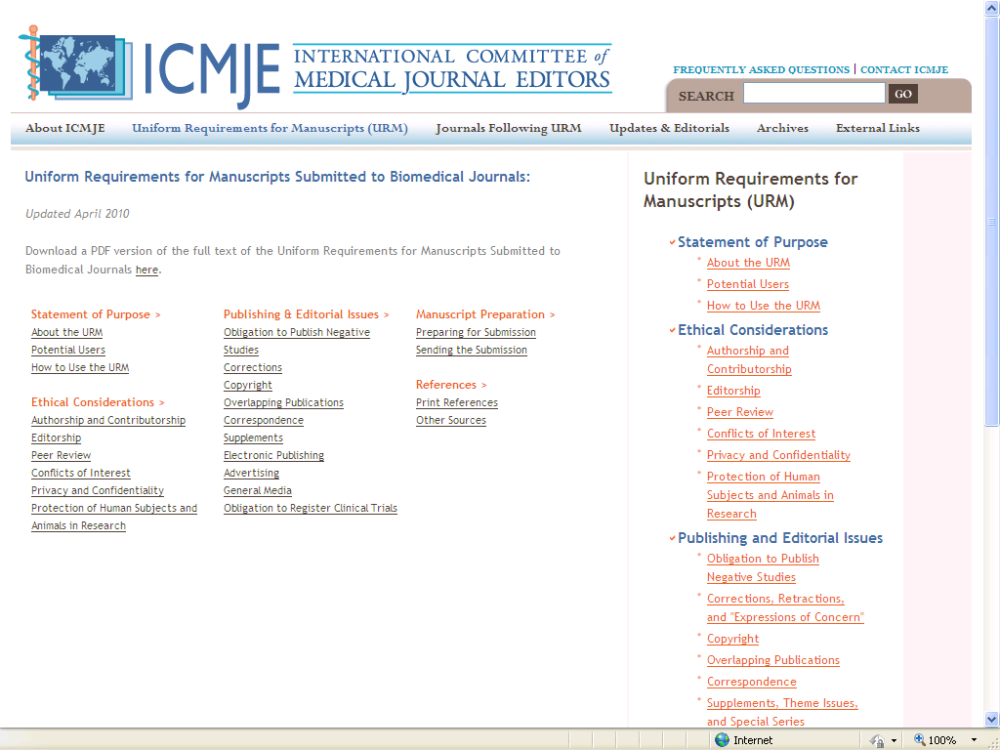 ICMJE INTERNATIONAL COMMITTEE of
MEDICAL JOURNAL EDITORS
FREQUENTLY ASKED QUESTIONS | CONTACT ICMJE
SEARCH GO
About ICMJE Uniform Requirements for Manuscripts (URM) Journals Following URM Updates & Editorials Archives External Links
Uniform Requirements for Manuscripts Submitted to Biomedical Journals:
Updated April 2010
Download a PDF version of the full text of the Uniform Requirements for Manuscripts Submitted to
Biomedical Journals here.
Statement of Purpose >
About the URM
Potential Users
How to Use the URM
Ethical Considerations >
Authorship and Contributorship
Editorship
Peer Review
Conflicts of Interest
Privacy and Confidentiality
Protection of Human Subjects and
Animals in Research
Publishing & Editorial Issues >
Obligation to Publish Negative
Studies
Corrections
Copyright
Overlapping Publications
Correspondence
Supplements
Electronic Publishing
Advertising
General Media
Obligation to Register Clinical Trials
Manuscript Preparation >
Preparing for Submission
Sending the Submission
References >
Print References
Other Sources
Uniform Requirements for
Manuscripts (URM)
Statement of Purpose
* About the URM
* Potential Users
* How to Use the URM
Ethical Considerations
* Authorship and
Contributorship
* Editorship
* Peer Review
* Conflicts of Interest
* Privacy and Confidentiality
* Protection of Human
Subjects and Animals in
Research
Publishing and Editorial Issues
* Obligation to Publish
Negative Studies
* Corrections, Retractions,
and "Expressions of Concern"
* Copyright
* Overlapping Publications
* Correspondence
* Supplements, Theme Issues,
and Special Series
Internet 100%